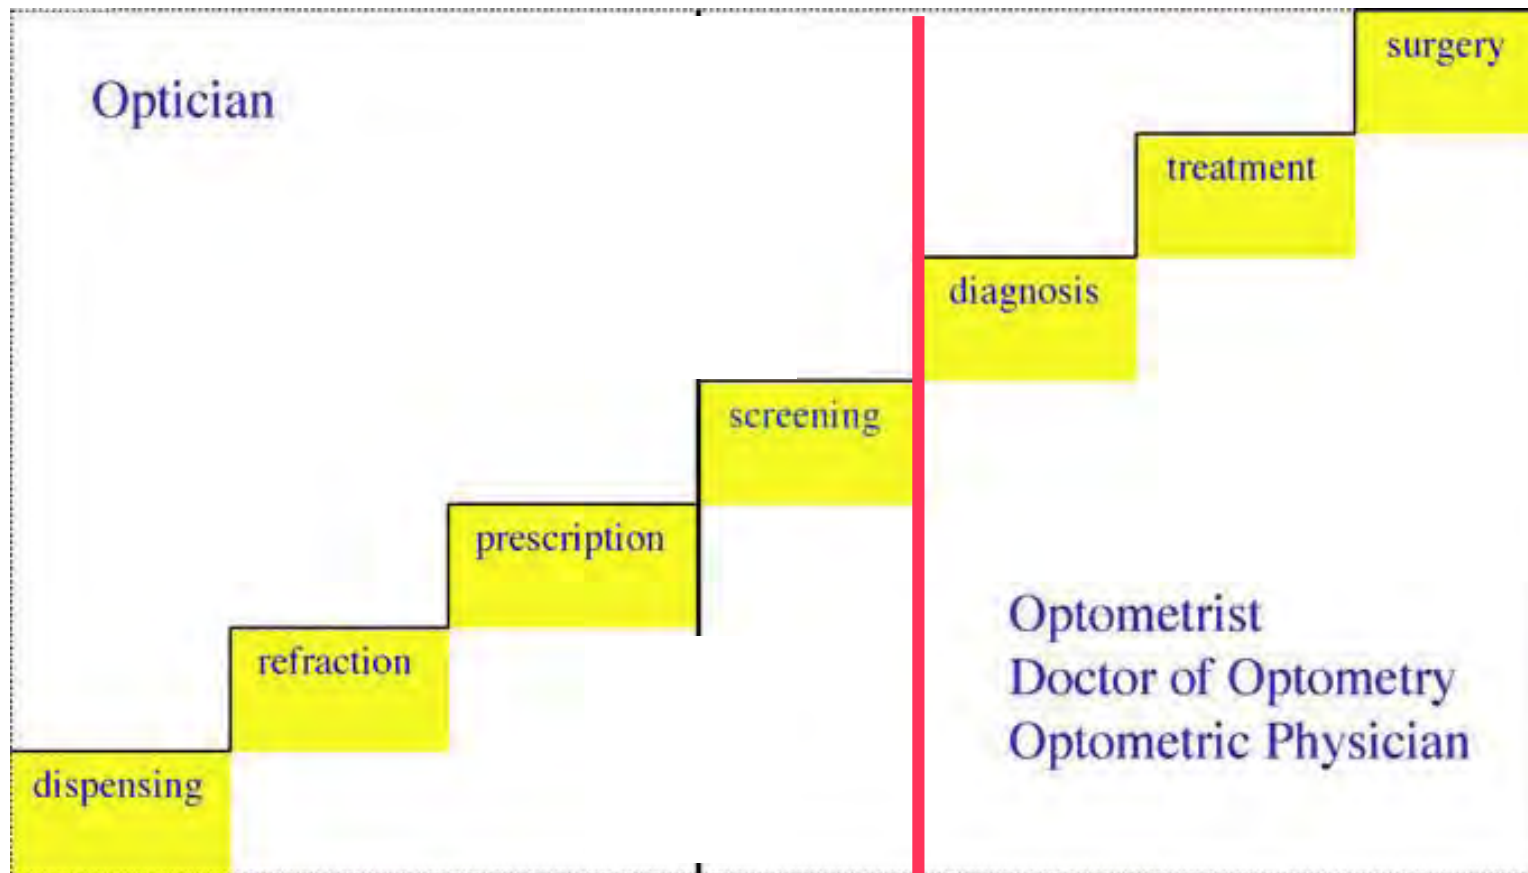 Optician
surgery
treatment
diagnosis
screening
prescription
refraction
dispensing
Optometrist
Doctor of Optometry
Optometric Physician